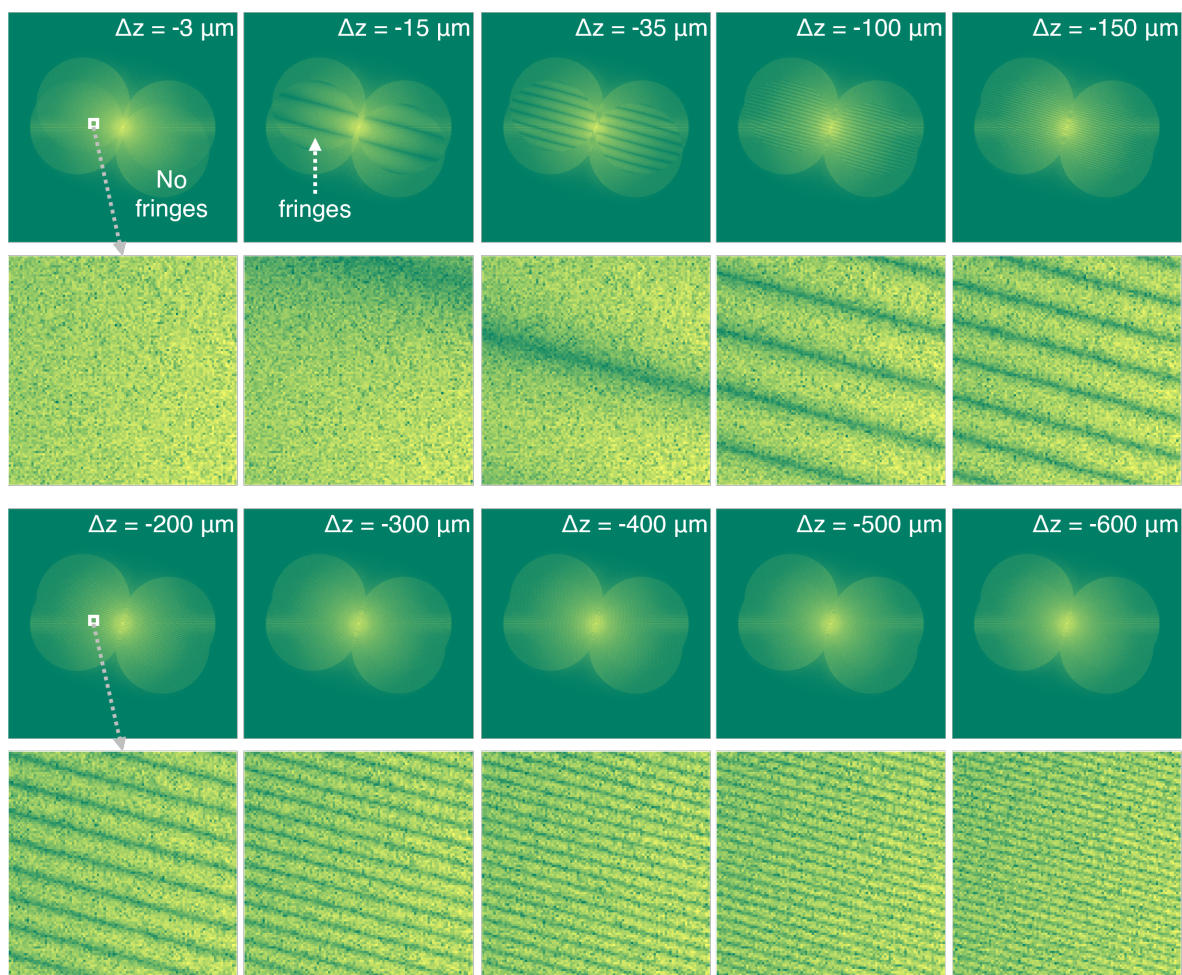 Δz = -3 μm
Δz = -15 μm
Δz = -35 μm
Δz = -100 μm
Δz = -150 μm
No
fringes
fringes
Δz = -200 μm
Δz = -300 μm
Δz = -400 μm
Δz = -500 μm
Δz = -600 μm